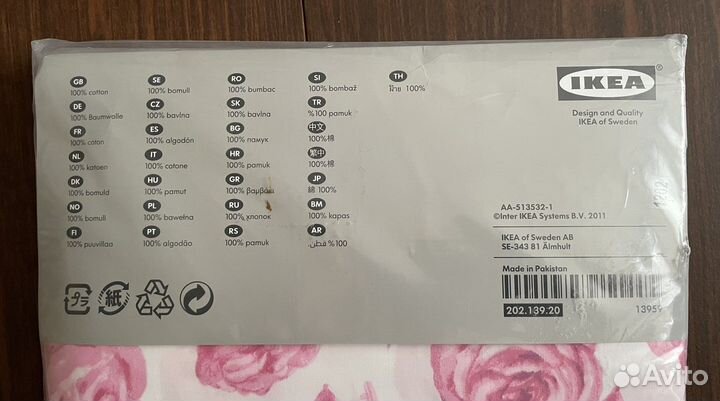 GB
100% cotton
DE
100% Baumwolle
FR
100% coton
NL
100% katoen
DK
100% bomuld
NO
100% bomull
FI
100% puuvillaa
SE
100% bomull
CZ
100% bavlna
ES
100% algodón
IT
100% cotone
HU
100% pamut
PL
100% bawełna
PT
100% algodão
RO
100% bumbac
SK
100% bavlna
BG
100% памук
HR
100% pamuk
GR
100% βαμβάκι
RU
100% хлопок
RS
100% pamuk
SI
100% bombaž
TR
%100 pamuk
中文
100%棉
繁中
100%棉
JP
綿 100%
BM
100% kapas
AR
100% قطن
TH
ฝ้าย 100%
プラ
紙
IKEA®
Design and Quality
IKEA of Sweden
AA-513532-1
©Inter IKEA Systems B.V. 2011
IKEA of Sweden AB
SE-343 81 Älmhult
Made in Pakistan
202.139.20
13959
Avito